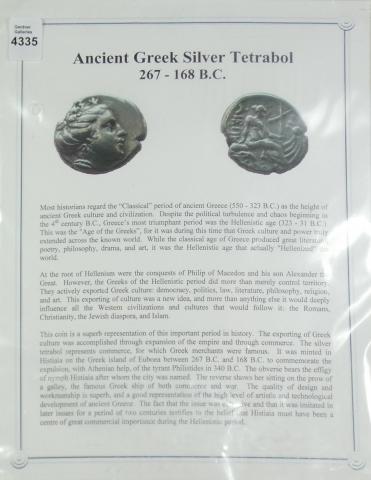 Gardner
Galleries
4335
Ancient Greek Silver Tetrabol
267 - 168 B.C.
Most historians regard the "Classical" period of ancient Greece (550 - 323 B.C.) as the height of
ancient Greek culture and civilization. Despite the political turbulence and chaos beginning in
the 4th century B.C., Greece's most triumphant period was the Hellenistic age (323 - 31 B.C.)
This was the "Age of the Greeks", for it was during this time that Greek culture and power truly
extended across the known world. While the classical age of Greece produced great literature,
poetry, philosophy, drama, and art, it was the Hellenistic age that actually "Hellenized" the
world.
At the root of Hellenism were the conquests of Philip of Macedon and his son Alexander the
Great. However, the Greeks of the Hellenistic period did more than merely control territory.
They actively exported Greek culture: democracy, politics, law, literature, philosophy, religion,
and art. This exporting of culture was a new idea, and more than anything else it would deeply
influence all the Western civilizations and cultures that would follow it: the Romans,
Christianity, the Jewish diaspora, and Islam.
This coin is a superb representation of this important period in history. The exporting of Greek
culture was accomplished through expansion of the empire and through commerce. The silver
tetrabol represents commerce, for which Greek merchants were famous. It was minted in
Histiaia on the Greek island of Euboea between 267 B.C. and 168 B.C. to commemorate the
expulsion, with Athenian help, of the tyrant Philistides in 340 B.C. The obverse bears the effigy
of nymph Histiaia after whom the city was named. The reverse shows her sitting on the prow of
a galley, the famous Greek ship of both commerce and war. The quality of design and
workmanship is superb, and a good representation of the high level of artistic and technological
development of ancient Greece. The fact that the issue was extensive and that it was imitated in
later issues for a period of two centuries testifies to the belief that Histiaia must have been a
centre of great commercial importance during the Hellenistic period.